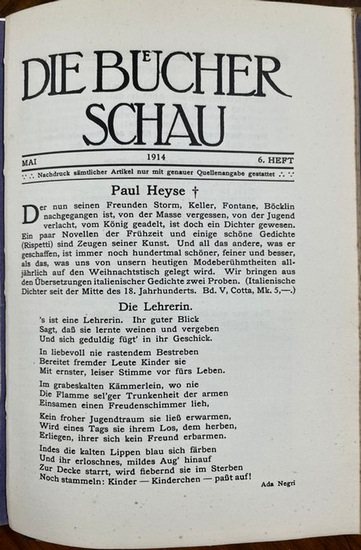 DIE BÜCHER
SCHAU
MAI 1914 6. HEFT
∵∴ Nachdruck sämtlicher Artikel nur mit genauer Quellenangabe gestattet ∴∵
Paul Heyse †
Der nun seinen Freunden Storm, Keller, Fontane, Böcklin
nachgegangen ist, von der Masse vergessen, von der Jugend
verlacht, vom König geadelt, ist doch ein Dichter gewesen.
Ein paar Novellen der Frühzeit und einige schöne Gedichte
(Rispetti) sind Zeugen seiner Kunst. Und all das andere, was er
geschaffen, ist immer noch hundertmal schöner, feiner und besser,
als das, was uns von unsern heutigen Modeberühmtheiten all-
jährlich auf den Weihnachtstisch gelegt wird. Wir bringen aus
den Übersetzungen italienischer Gedichte zwei Proben. (Italienische
Dichter seit der Mitte des 18. Jahrhunderts. Bd. V, Cotta, Mk. 5,—.)
Die Lehrerin.
's ist eine Lehrerin. Ihr guter Blick
Sagt, daß sie lernte weinen und vergeben
Und sich geduldig fügt' in ihr Geschick.
In liebevoll nie rastendem Bestreben
Bereitet fremder Leute Kinder sie
Mit ernster, leiser Stimme vor fürs Leben.
Im grabeskalten Kämmerlein, wo nie
Die Flamme sel'ger Trunkenheit der armen
Einsamen einen Freudenschimmer lieh,
Kein froher Jugendtraum sie ließ erwarmen,
Wird eines Tags sie ihrem Los, dem herben,
Erliegen, ihrer sich kein Freund erbarmen.
Indes die kalten Lippen blau sich färben
Und ihr erloschnes, mildes Aug' hinauf
Zur Decke starrt, wird fiebernd sie im Sterben
Noch stammeln: Kinder — Kinderchen — paßt auf!
Ada Negri